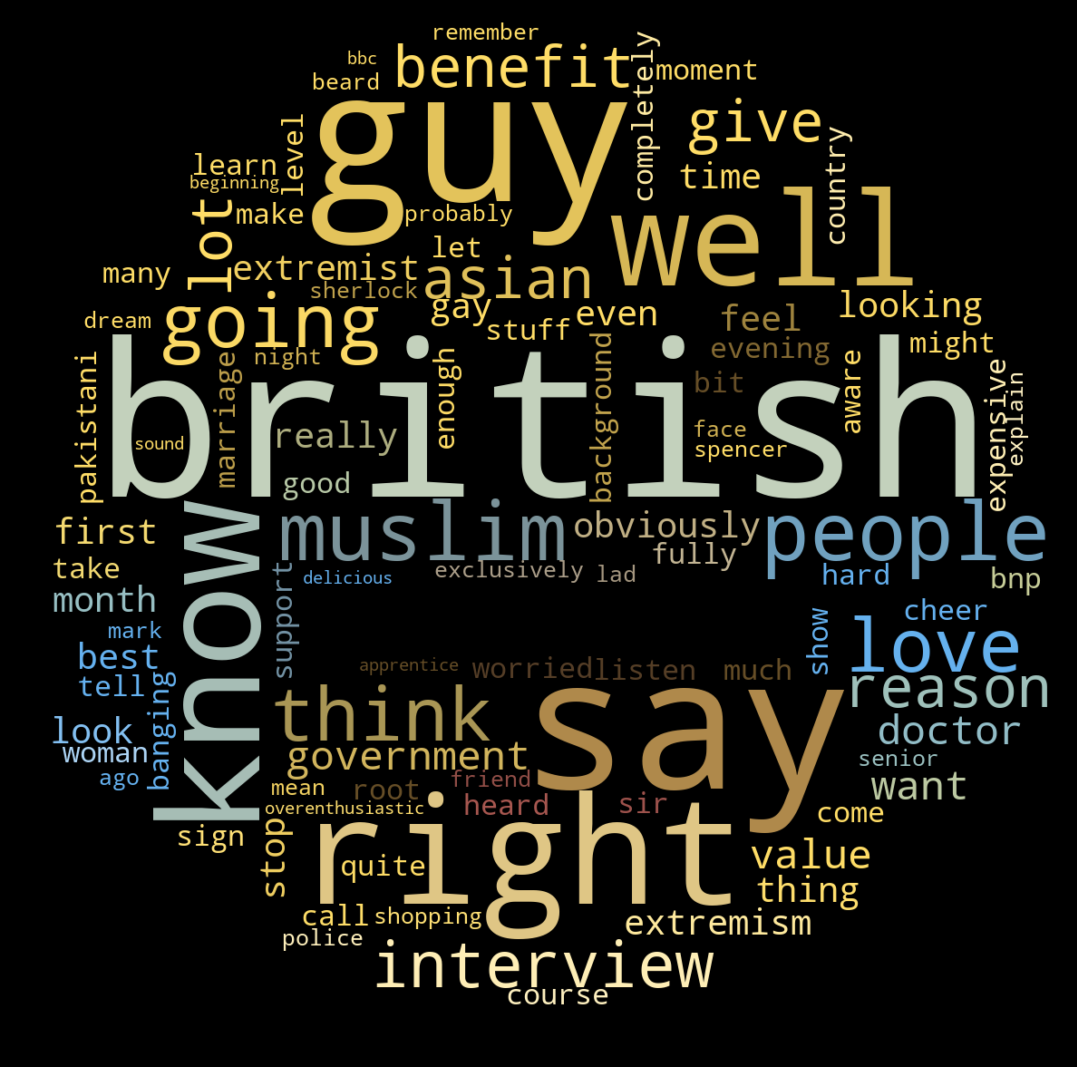 remember
bbc
beard
benefit
completely
moment
guy
give
level
learn
beginning
time
country
lot
make
probably
well
let
many
extremist
sherlock
asian
gay
stuff
even
looking
feel
going
dream
night
evening
might
british
pakistani
marriage
enough
background
bit
aware
expensive
explain
sound
really
face
spencer
good
know
muslim
obviously
people
first
fully
take
delicious
exclusively
lad
hard
bnp
month
support
cheer
mark
show
love
best
apprentice
worried
listen
much
reason
tell
banging
think
say
look
woman
government
doctor
ago
friend
senior
mean
root
want
overenthusiastic
heard
sir
right
come
sign
stop
quite
value
thing
call
shopping
extremism
police
interview
course